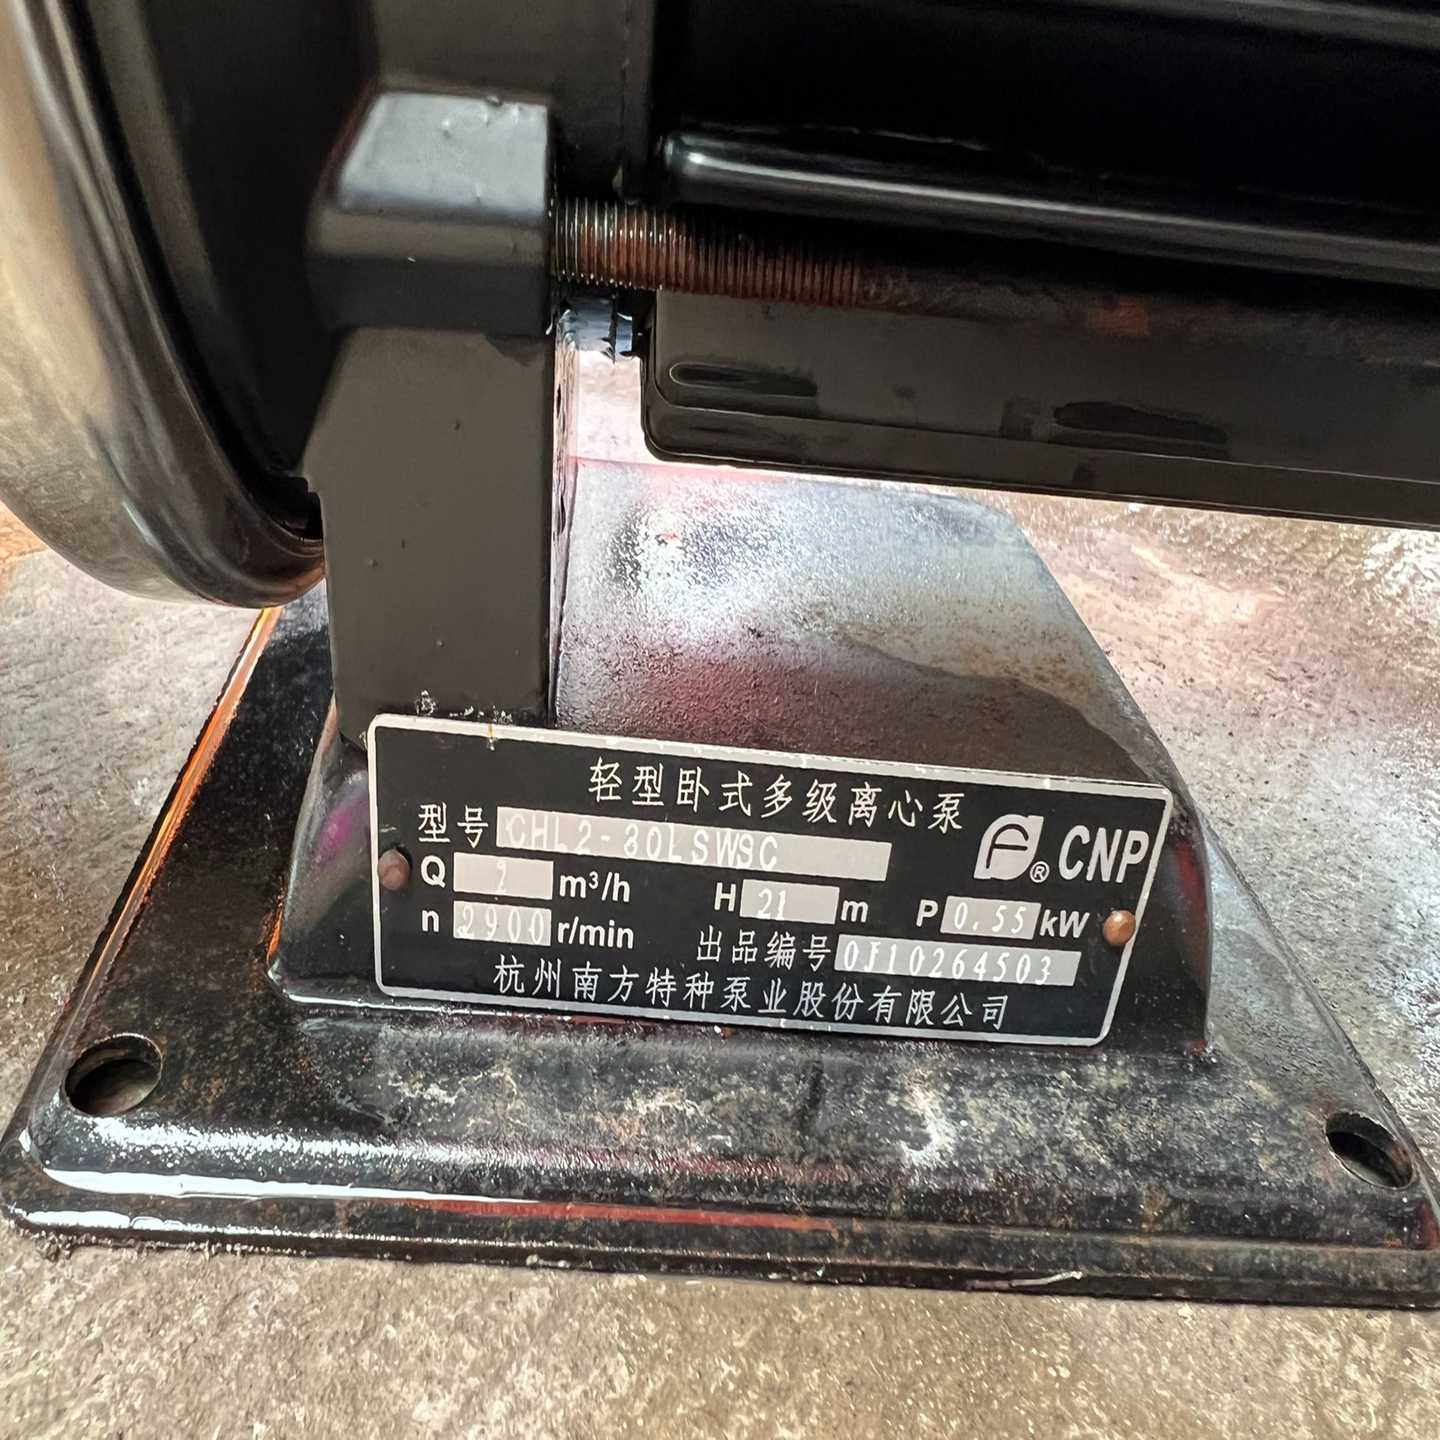 轻型卧式多级离心泵
型号 CHL2-30LSWSC
Q 2 m³/h H 21 m P 0.55 kW
® CNP
n 2900 r/min 出品编号 0J10264503
杭州南方特种泵业股份有限公司